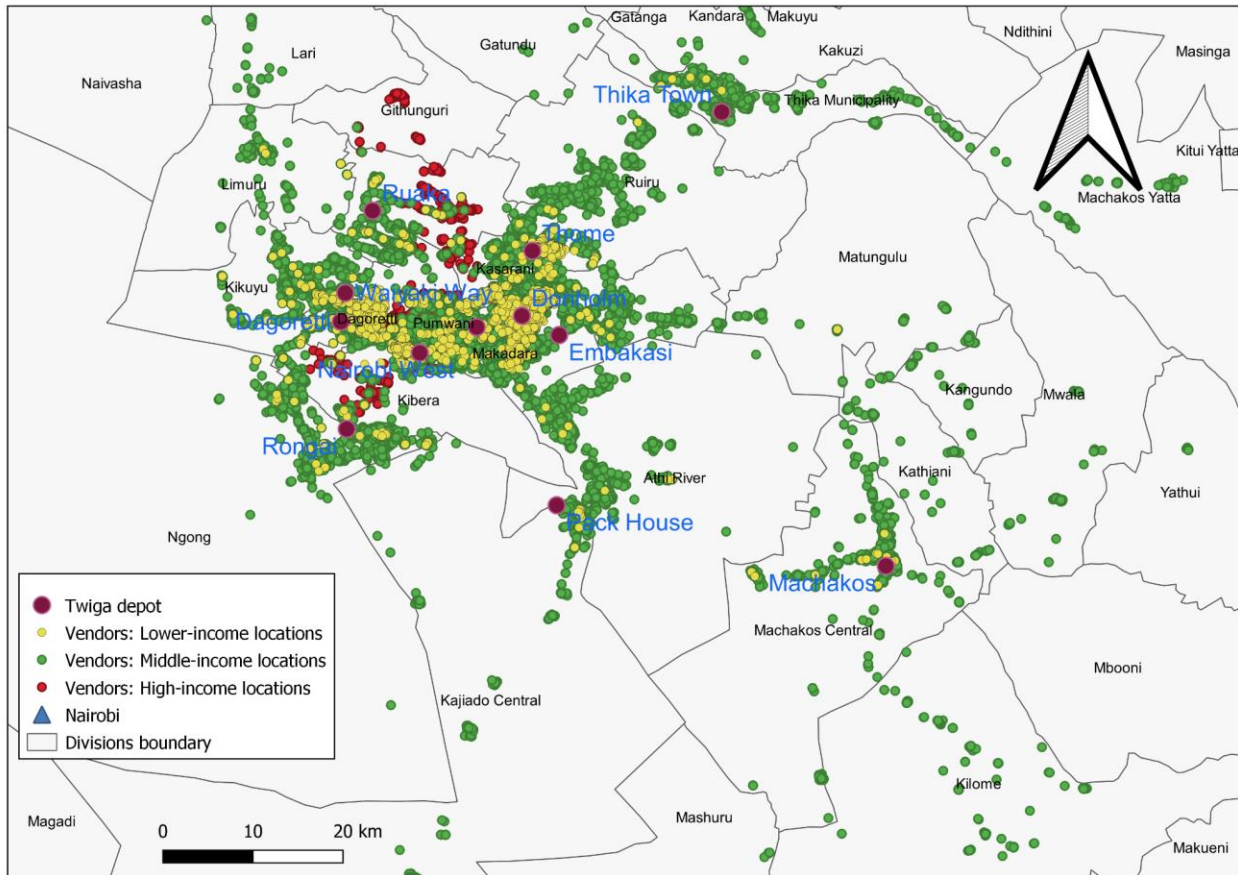 Gatanga
Kandara
Makuyu
Ndithini
Masinga
Lari
Gatundu
Kakuzi
Naivasha
Thika Town
Thika Municipality
Githunguri
Kitui Yatta
Limuru
Ruaka
Ruiru
Machakos Yatta
Thome
Matungulu
Kasarani
Kikuyu
Waiyaki Way
Donholm
Dagoretti
Dagoretti
Pumwani
Embakasi
Makadara
Nairobi West
Kangundo
Mwala
Kibera
Rongai
Kathiani
Athi River
Yathui
Pack House
Ngong
Machakos
Machakos Central
Mbooni
Kajiado Central
Kilome
Magadi
Mashuru
Makueni
Twiga depot
Vendors: Lower-income locations
Vendors: Middle-income locations
Vendors: High-income locations
Nairobi
Divisions boundary
0 10 20 km